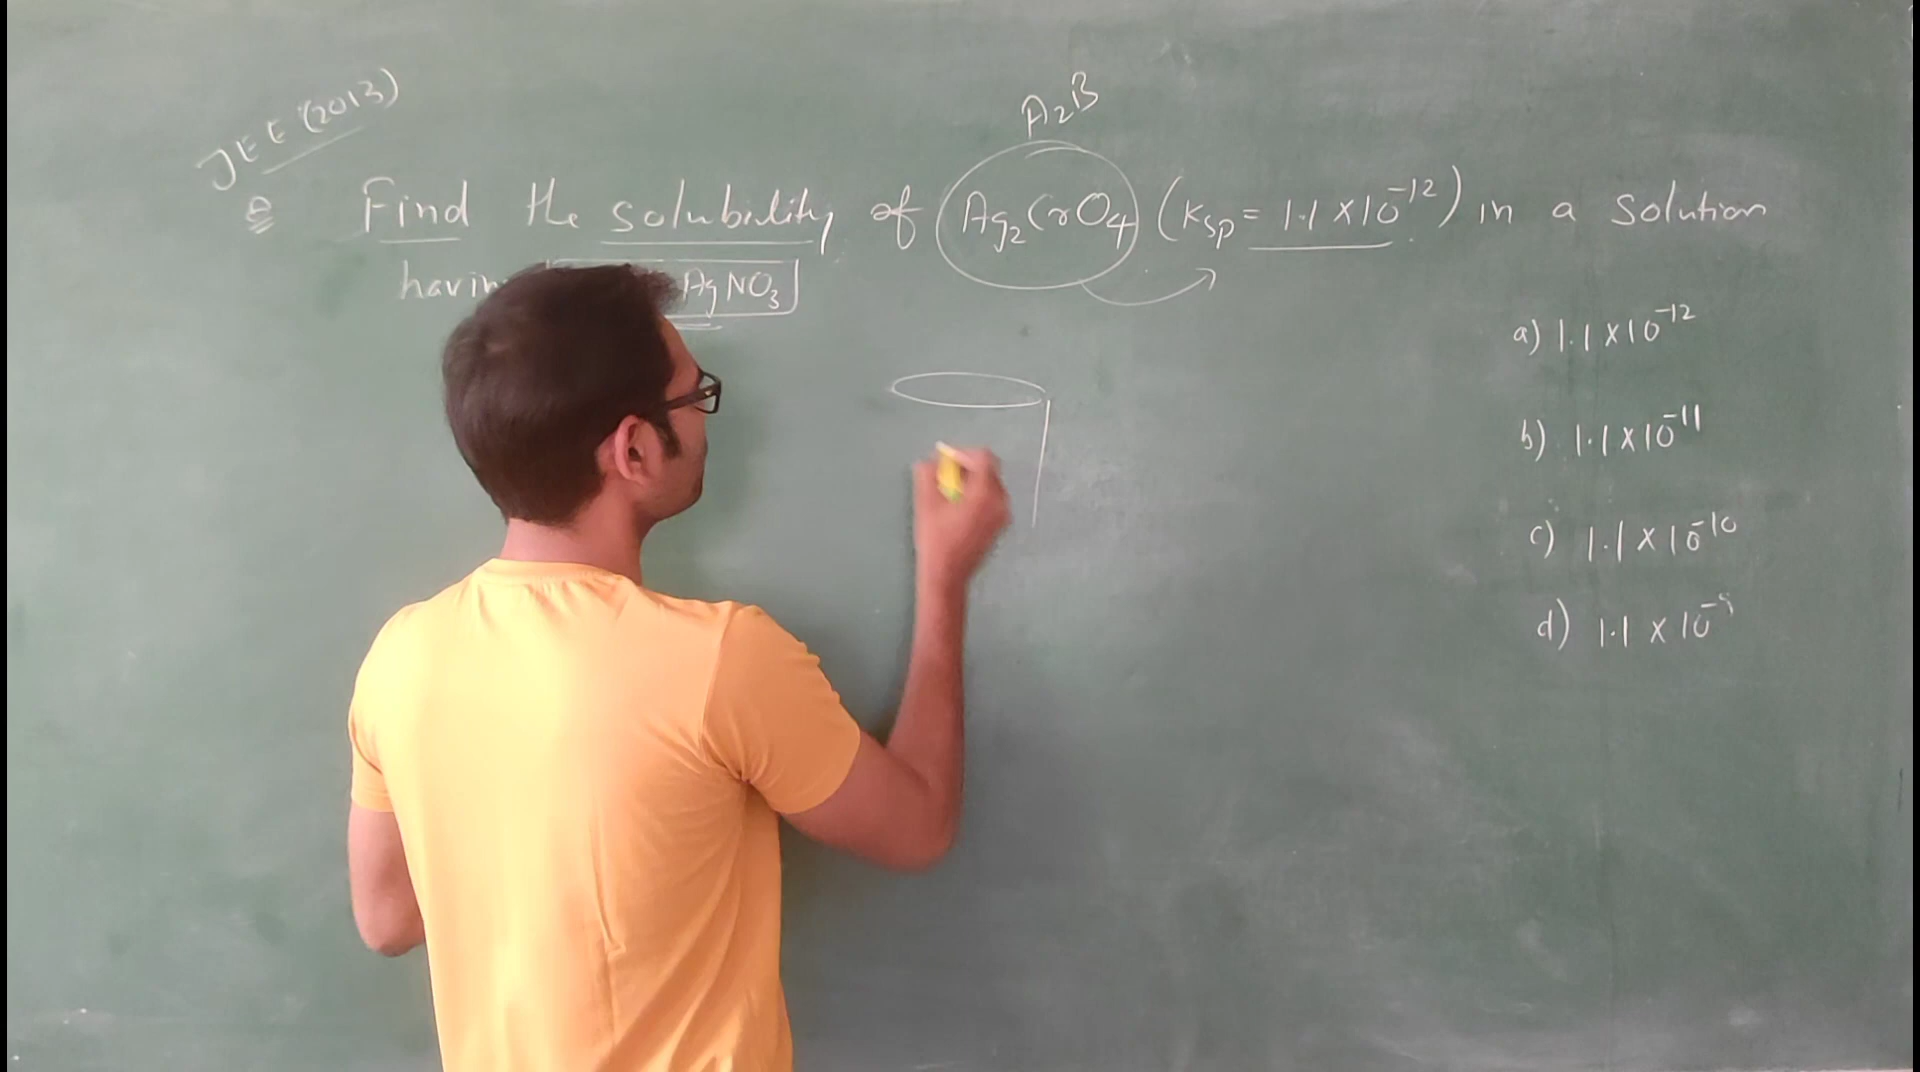 JEE (2013)
A₂B
Q Find the solubility of Ag₂CrO₄ (Ksp = 1.1 × 10⁻¹²) in a solution
AgNO₃
a) 1.1 × 10⁻¹²
b) 1.1 × 10⁻¹¹
c) 1.1 × 10⁻¹⁰
d) 1.1 × 10⁻⁹